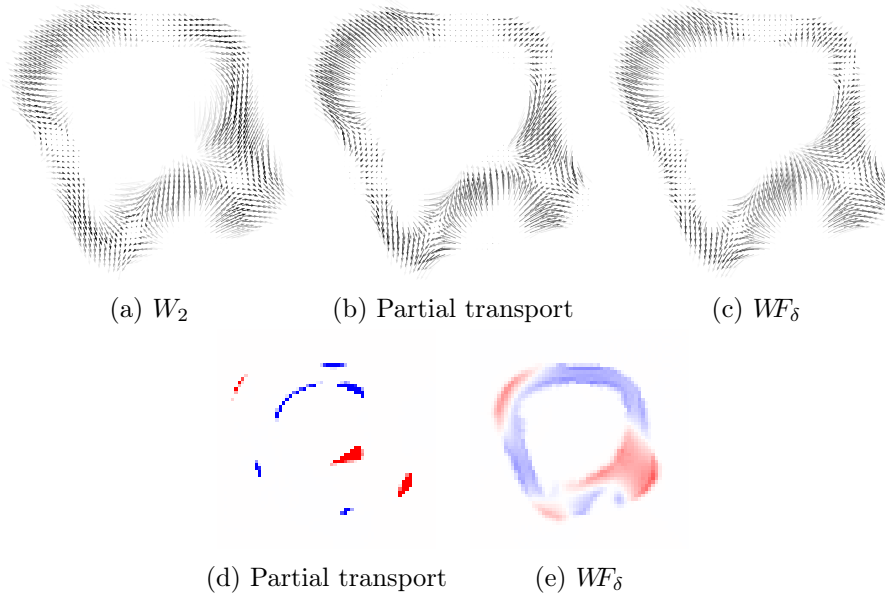 (a) W₂
(b) Partial transport
(c) WF_δ
(d) Partial transport
(e) WF_δ